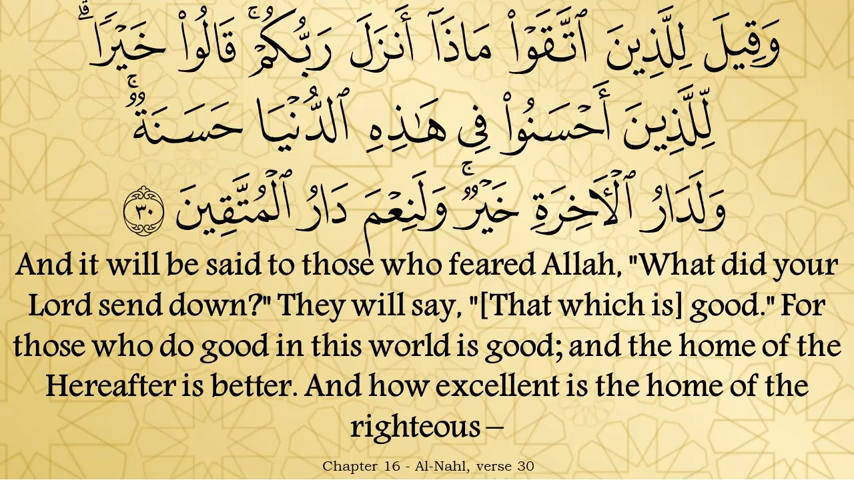 وَقِيلَ لِلَّذِينَ ٱتَّقَوْا۟ مَاذَآ أَنزَلَ رَبُّكُمْ ۚ قَالُوا۟ خَيْرًا ۗ
لِّلَّذِينَ أَحْسَنُوا۟ فِى هَـٰذِهِ ٱلدُّنْيَا حَسَنَةٌ ۚ
وَلَدَارُ ٱلْـَٔاخِرَةِ خَيْرٌ ۚ وَلَنِعْمَ دَارُ ٱلْمُتَّقِينَ ٣٠
And it will be said to those who feared Allah, "What did your
Lord send down?" They will say, "[That which is] good." For
those who do good in this world is good; and the home of the
Hereafter is better. And how excellent is the home of the
righteous –
Chapter 16 - Al-Nahl, verse 30